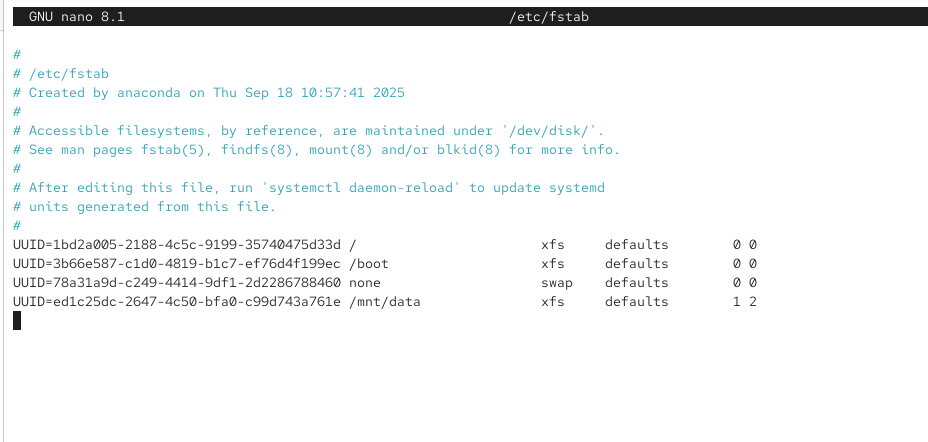 GNU nano 8.1 /etc/fstab
#
# /etc/fstab
# Created by anaconda on Thu Sep 18 10:57:41 2025
#
# Accessible filesystems, by reference, are maintained under '/dev/disk/'.
# See man pages fstab(5), findfs(8), mount(8) and/or blkid(8) for more info.
#
# After editing this file, run 'systemctl daemon-reload' to update systemd
# units generated from this file.
#
UUID=1bd2a005-2188-4c5c-9199-35740475d33d / xfs defaults 0 0
UUID=3b66e587-c1d0-4819-b1c7-ef76d4f199ec /boot xfs defaults 0 0
UUID=78a31a9d-c249-4414-9df1-2d2286788460 none swap defaults 0 0
UUID=ed1c25dc-2647-4c50-bfa0-c99d743a761e /mnt/data xfs defaults 1 2